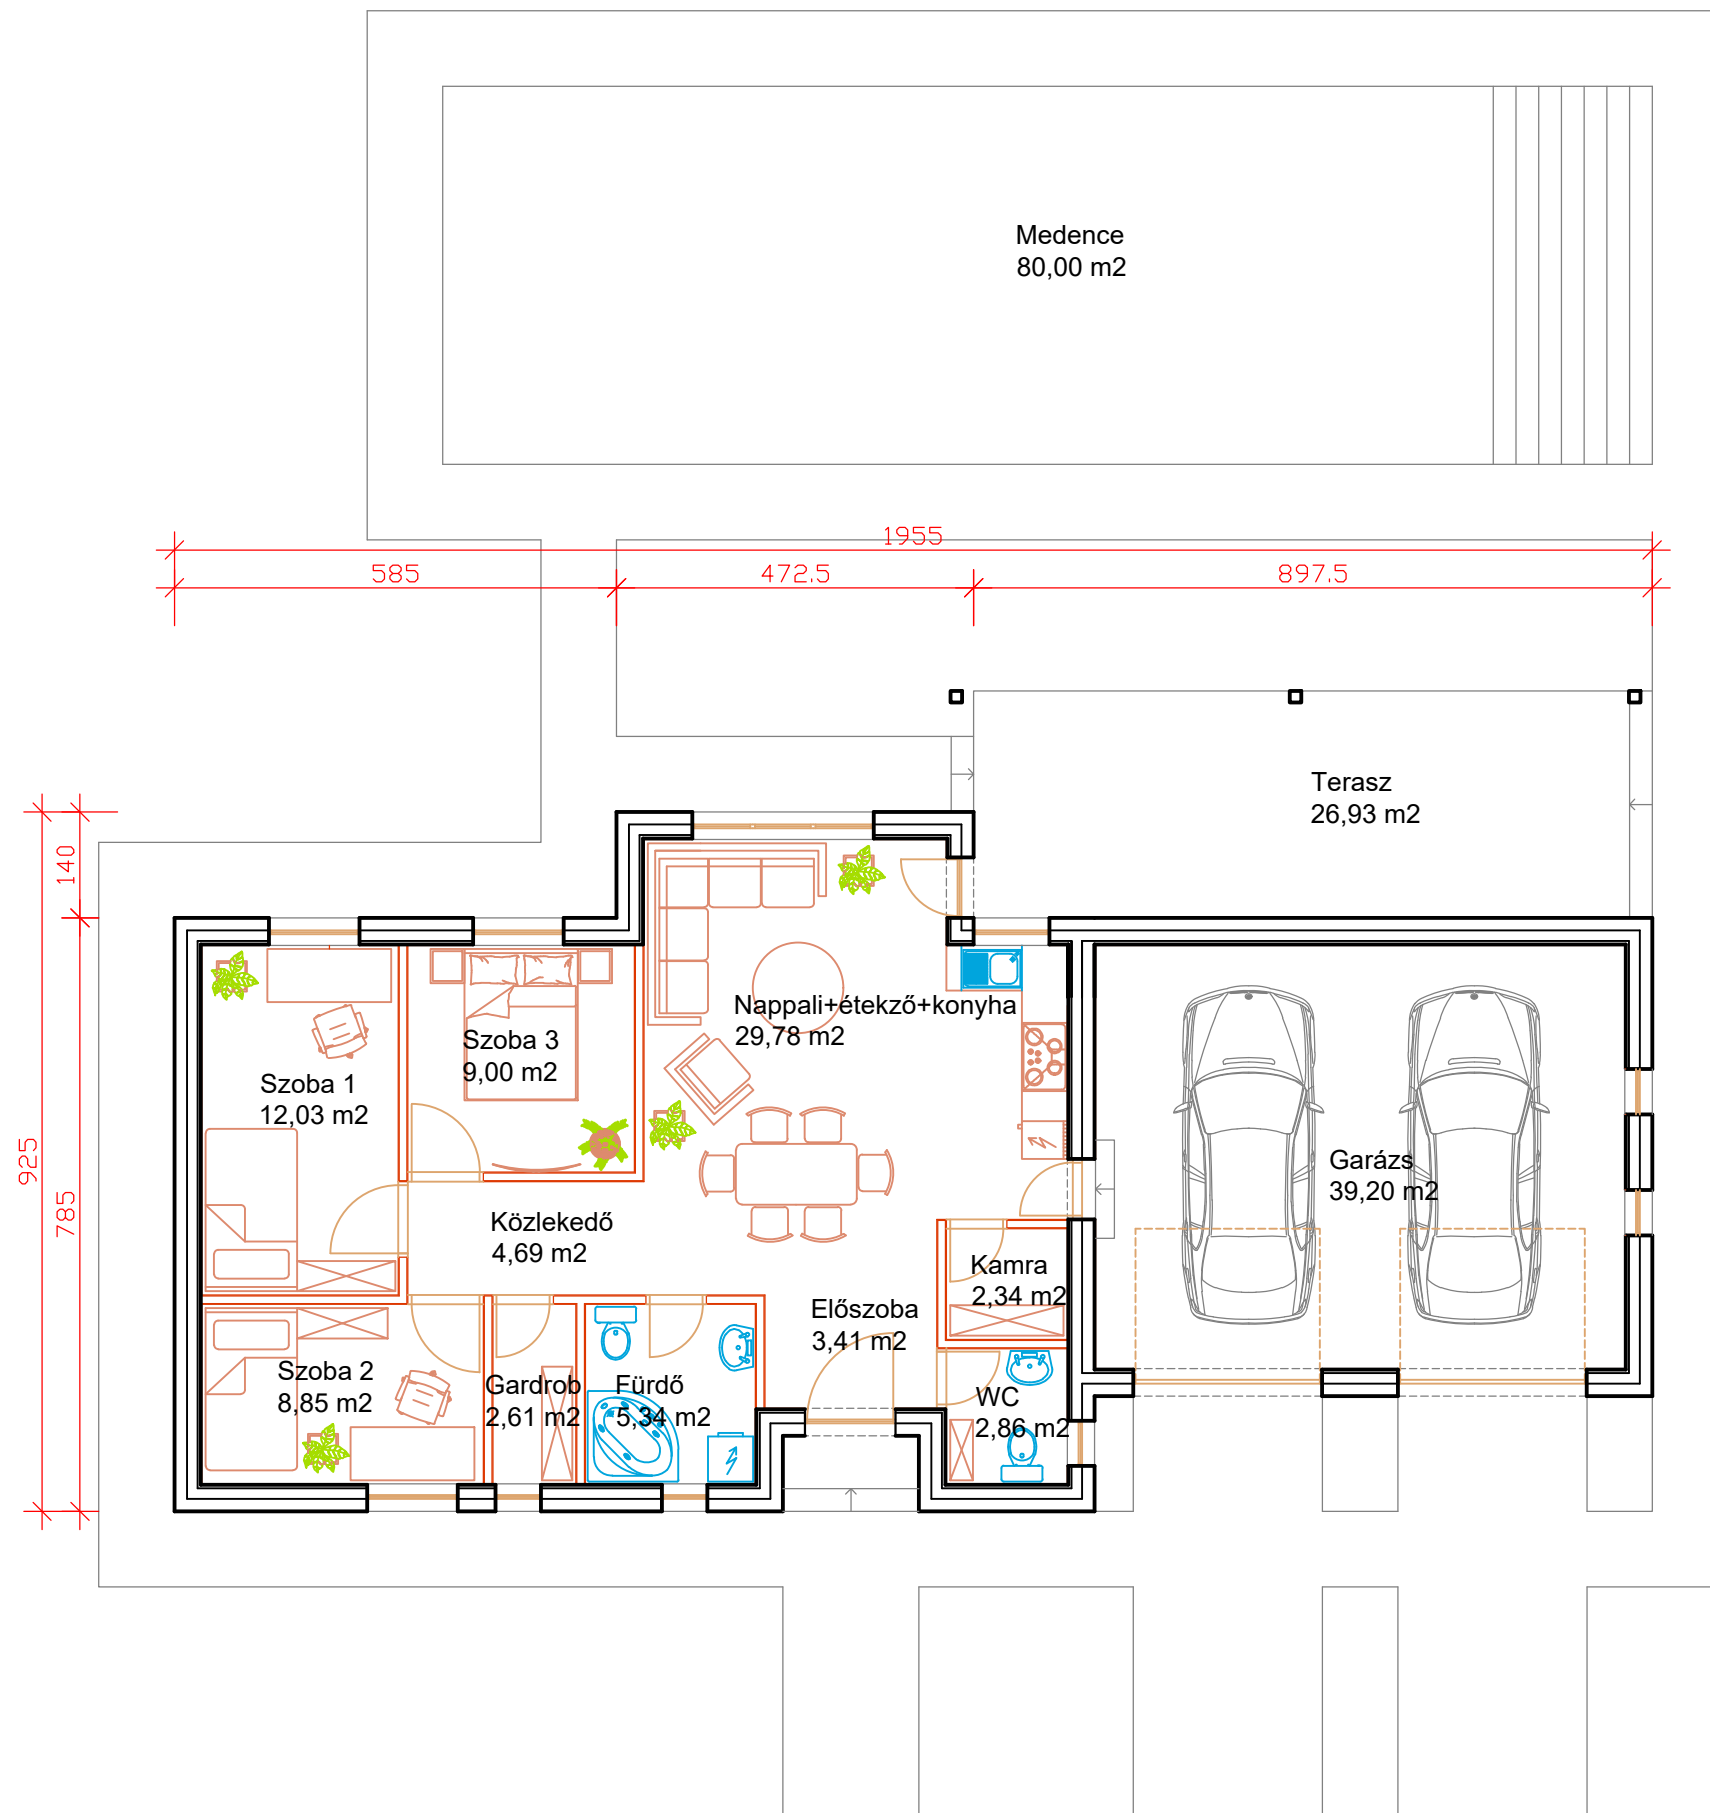 Medence
80,00 m2
1955
585
472.5
897.5
Terasz
26,93 m2
140
925
785
Nappali+étekző+konyha
29,78 m2
Szoba 3
9,00 m2
Szoba 1
12,03 m2
Garázs
39,20 m2
Közlekedő
4,69 m2
Kamra
2,34 m2
Előszoba
3,41 m2
Szoba 2
8,85 m2
Gardrob
2,61 m2
Fürdő
5,34 m2
WC
2,86 m2